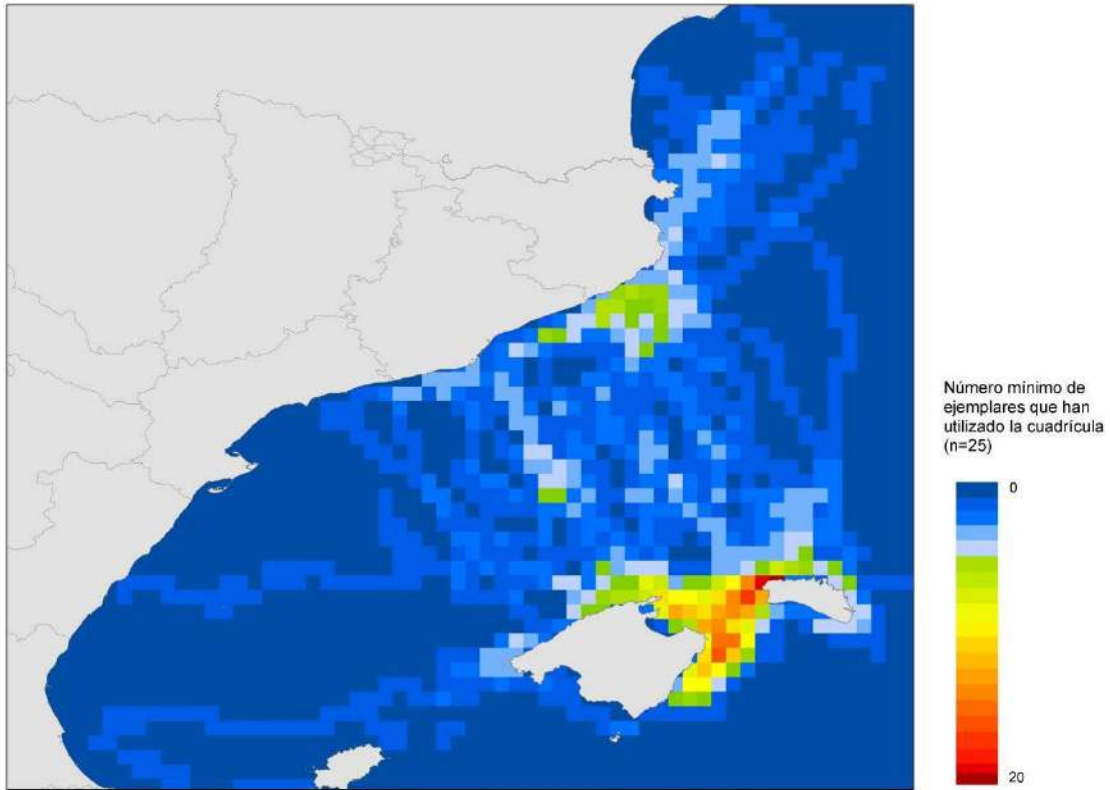 Número mínimo de
ejemplares que han
utilizado la cuadrícula
(n=25)
0
20